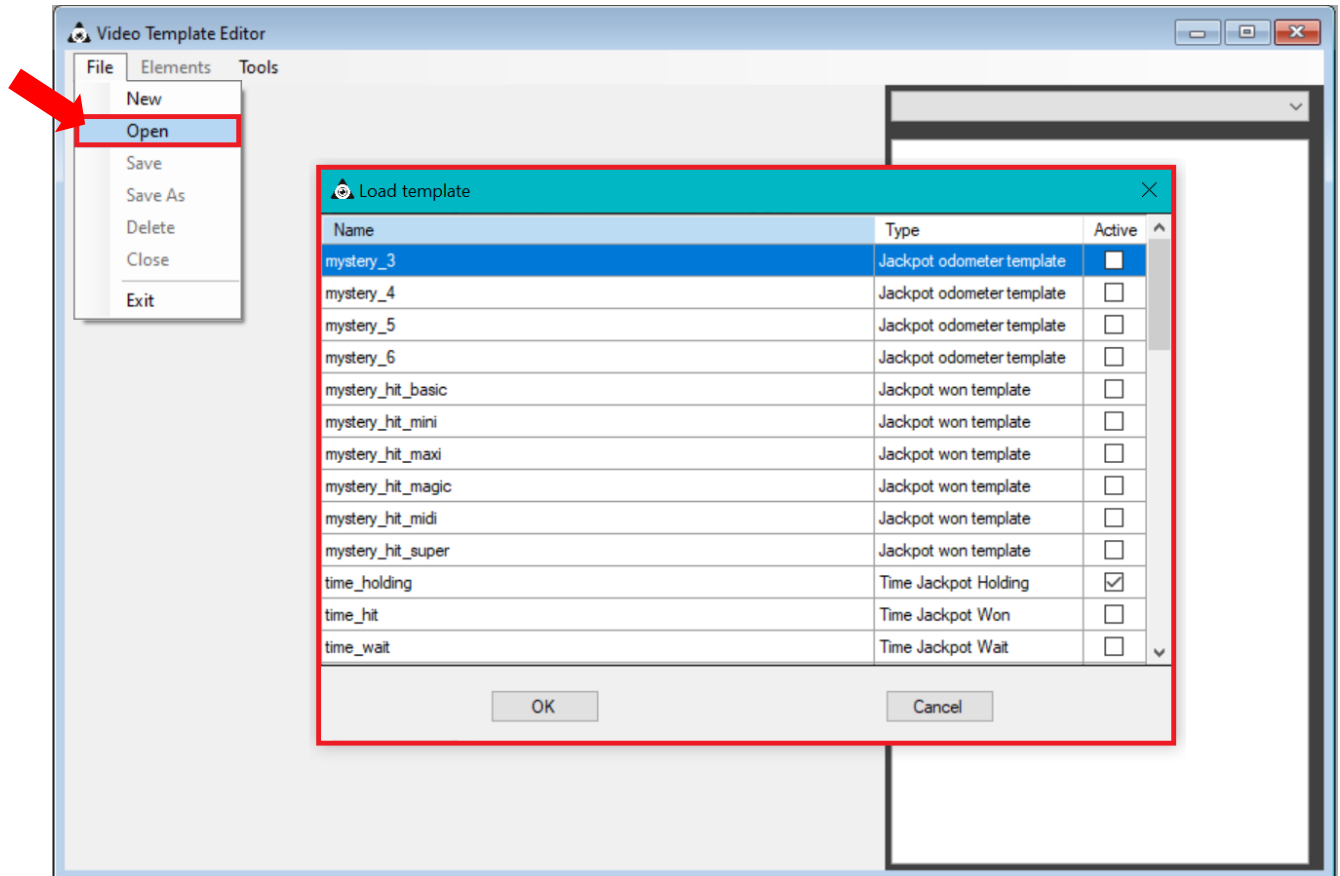 Video Template Editor
File Elements Tools
New
Open
Save
Save As
Delete
Close
Exit
Load template
Name Type Active
mystery_3 Jackpot odometer template
mystery_4 Jackpot odometer template
mystery_5 Jackpot odometer template
mystery_6 Jackpot odometer template
mystery_hit_basic Jackpot won template
mystery_hit_mini Jackpot won template
mystery_hit_maxi Jackpot won template
mystery_hit_magic Jackpot won template
mystery_hit_midi Jackpot won template
mystery_hit_super Jackpot won template
time_holding Time Jackpot Holding
time_hit Time Jackpot Won
time_wait Time Jackpot Wait
OK Cancel